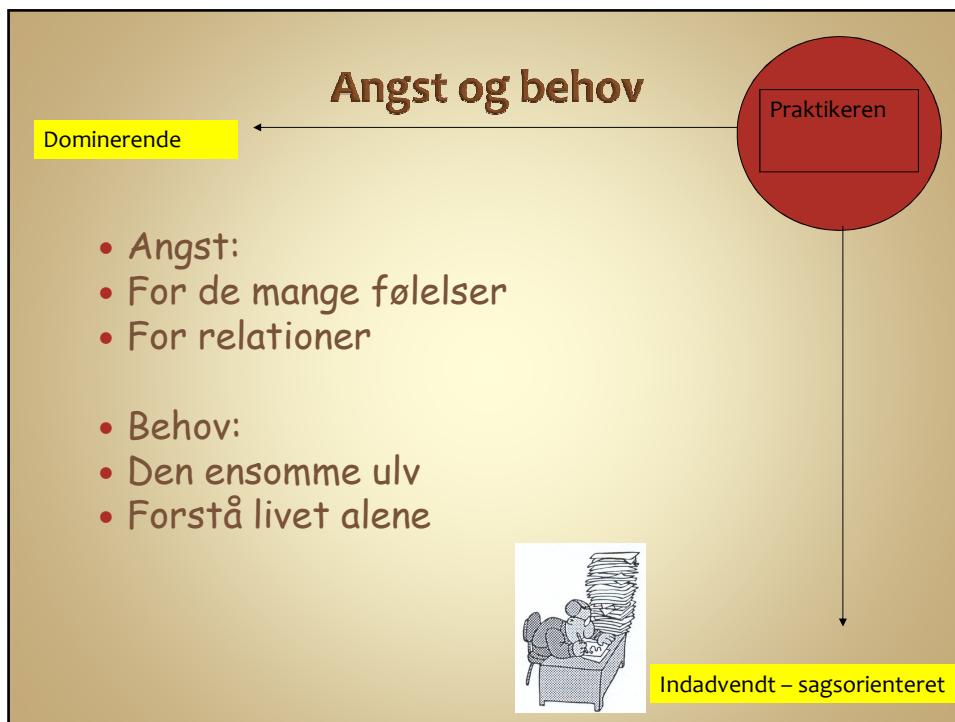 Angst og behov
Praktikeren
Dominerende
• Angst:
• For de mange følelser
• For relationer
• Behov:
• Den ensomme ulv
• Forstå livet alene
Indadvendt – sagsorienteret